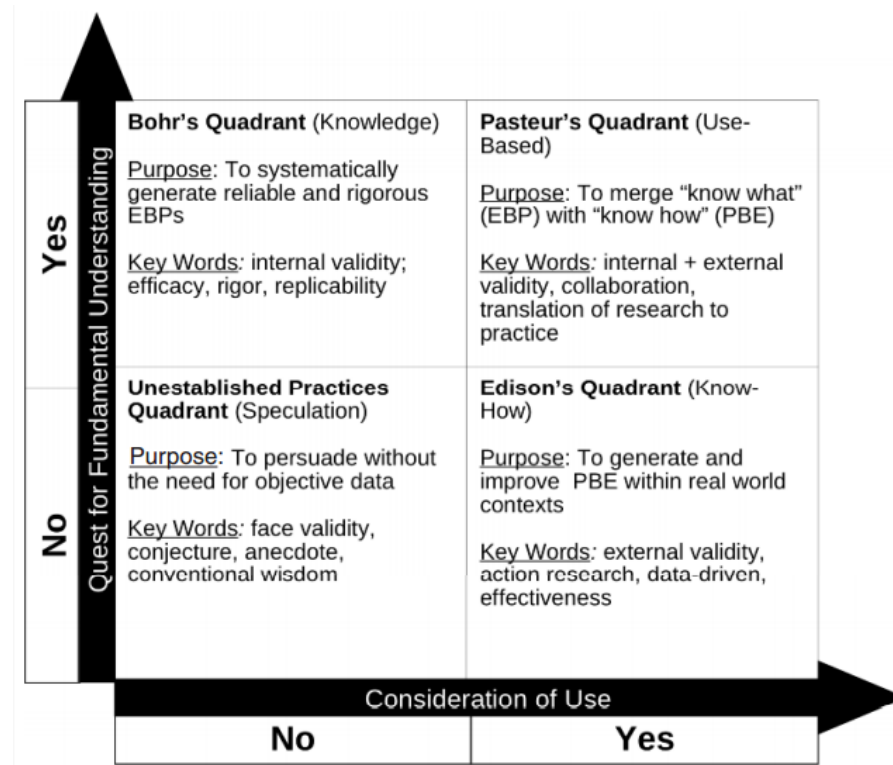 Quest for Fundamental Understanding
Yes
No
Bohr's Quadrant (Knowledge)
Purpose: To systematically
generate reliable and rigorous
EBPs
Key Words: internal validity;
efficacy, rigor, replicability
Pasteur's Quadrant (Use-
Based)
Purpose: To merge “know what”
(EBP) with “know how” (PBE)
Key Words: internal + external
validity, collaboration,
translation of research to
practice
Unestablished Practices
Quadrant (Speculation)
Purpose: To persuade without
the need for objective data
Key Words: face validity,
conjecture, anecdote,
conventional wisdom
Edison's Quadrant (Know-
How)
Purpose: To generate and
improve PBE within real world
contexts
Key Words: external validity,
action research, data-driven,
effectiveness
Consideration of Use
No
Yes